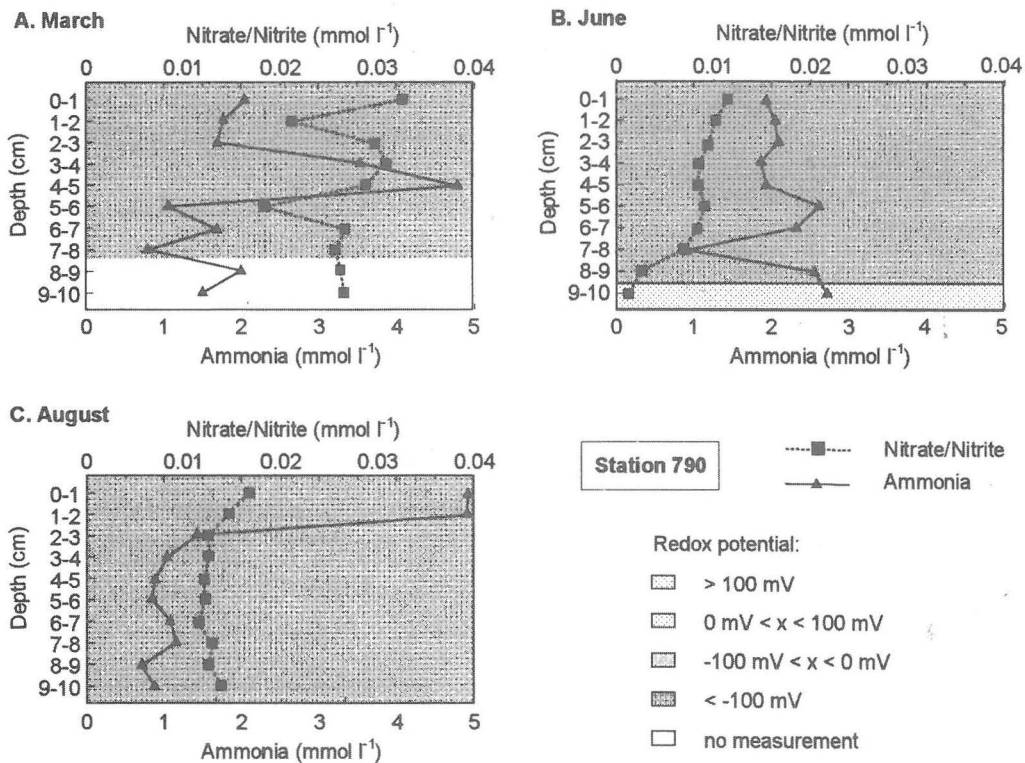 A. March
Nitrate/Nitrite (mmol l⁻¹)
0 0.01 0.02 0.03 0.04
Depth (cm)
0-1
1-2
2-3
3-4
4-5
5-6
6-7
7-8
8-9
9-10
0 1 2 3 4 5
Ammonia (mmol l⁻¹)
B. June
Nitrate/Nitrite (mmol l⁻¹)
0 0.01 0.02 0.03 0.04
Depth (cm)
0-1
1-2
2-3
3-4
4-5
5-6
6-7
7-8
8-9
9-10
0 1 2 3 4 5
Ammonia (mmol l⁻¹)
C. August
Nitrate/Nitrite (mmol l⁻¹)
0 0.01 0.02 0.03 0.04
Depth (cm)
0-1
1-2
2-3
3-4
4-5
5-6
6-7
7-8
8-9
9-10
0 1 2 3 4 5
Ammonia (mmol l⁻¹)
Station 790
Nitrate/Nitrite
Ammonia
Redox potential:
> 100 mV
0 mV < x < 100 mV
-100 mV < x < 0 mV
< -100 mV
no measurement